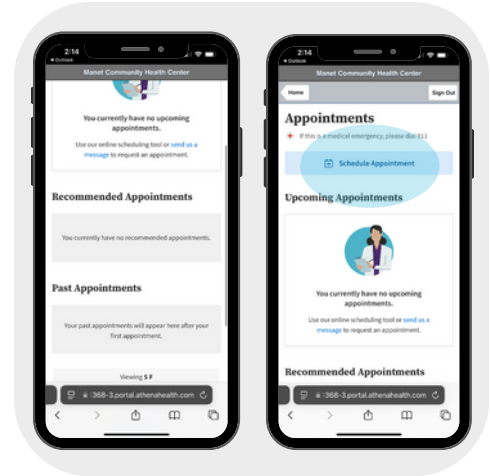 2:14
Outlook
Manet Community Health Center
You currently have no upcoming
appointments.
Use our online scheduling tool or send us a
message to request an appointment.
Recommended Appointments
You currently have no recommended appointments.
Past Appointments
Your past appointments will appear here after your
first appointment.
Viewing S F
:368-3.portal.athenahealth.com
2:14
Outlook
Manet Community Health Center
Home
Sign Out
Appointments
If this is a medical emergency, please dial 911
Schedule Appointment
Upcoming Appointments
You currently have no upcoming
appointments.
Use our online scheduling tool or send us a
message to request an appointment.
Recommended Appointments
:368-3.portal.athenahealth.com